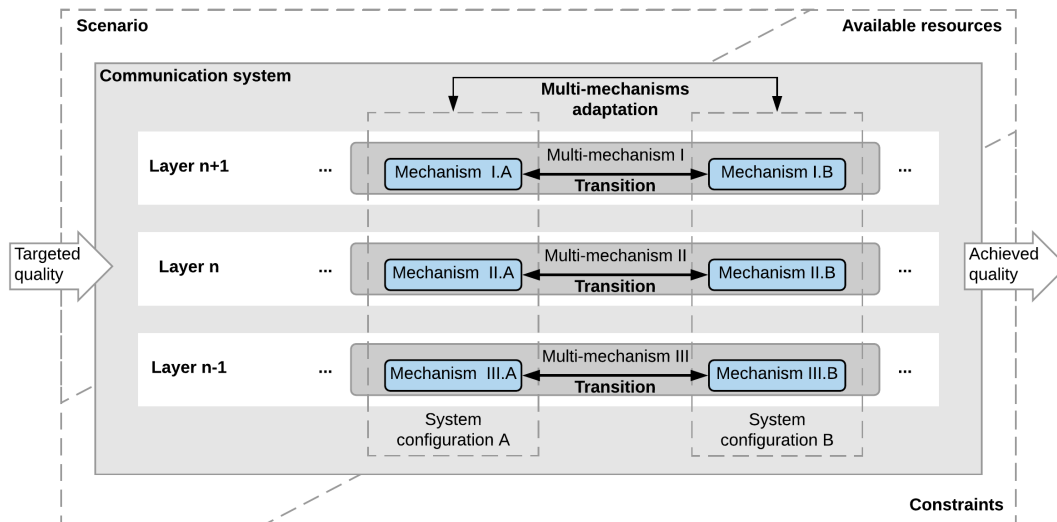 Scenario
Available resources
Communication system
Multi-mechanisms
adaptation
Layer n+1
...
Multi-mechanism I
Mechanism I.A
Transition
Mechanism I.B
...
Targeted
quality
Layer n
...
Multi-mechanism II
Mechanism II.A
Transition
Mechanism II.B
...
Achieved
quality
Layer n-1
...
Multi-mechanism III
Mechanism III.A
Transition
Mechanism III.B
...
System
configuration A
System
configuration B
Constraints